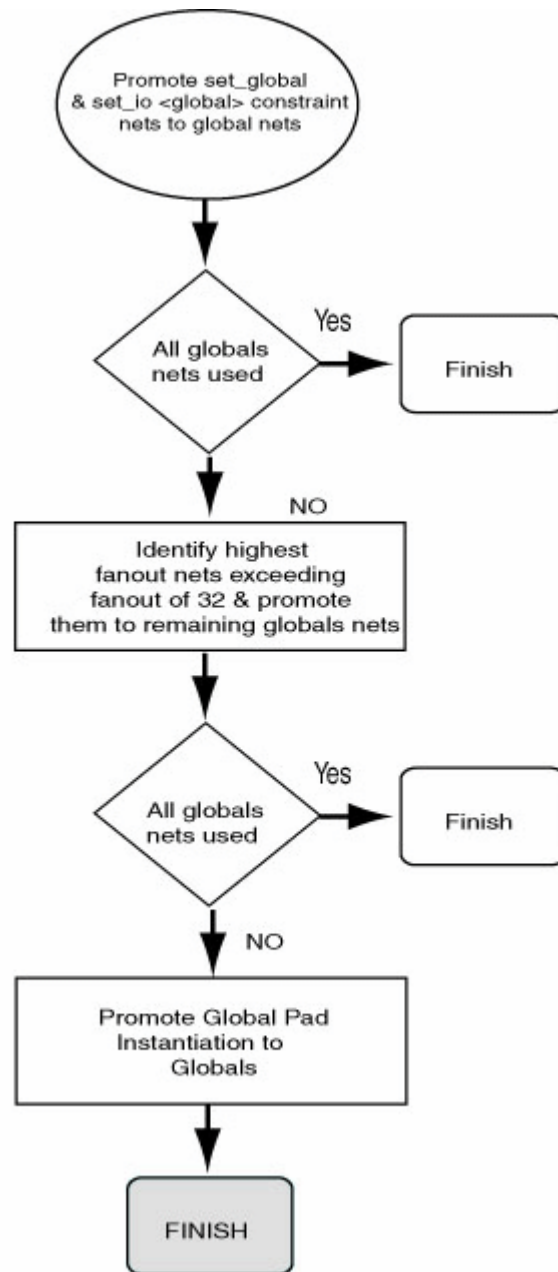 Promote set_global
& set_io <global> constraint
nets to global nets
All globals
nets used
Yes
Finish
NO
Identify highest
fanout nets exceeding
fanout of 32 & promote
them to remaining globals nets
All globals
nets used
Yes
Finish
NO
Promote Global Pad
Instantiation to
Globals
FINISH